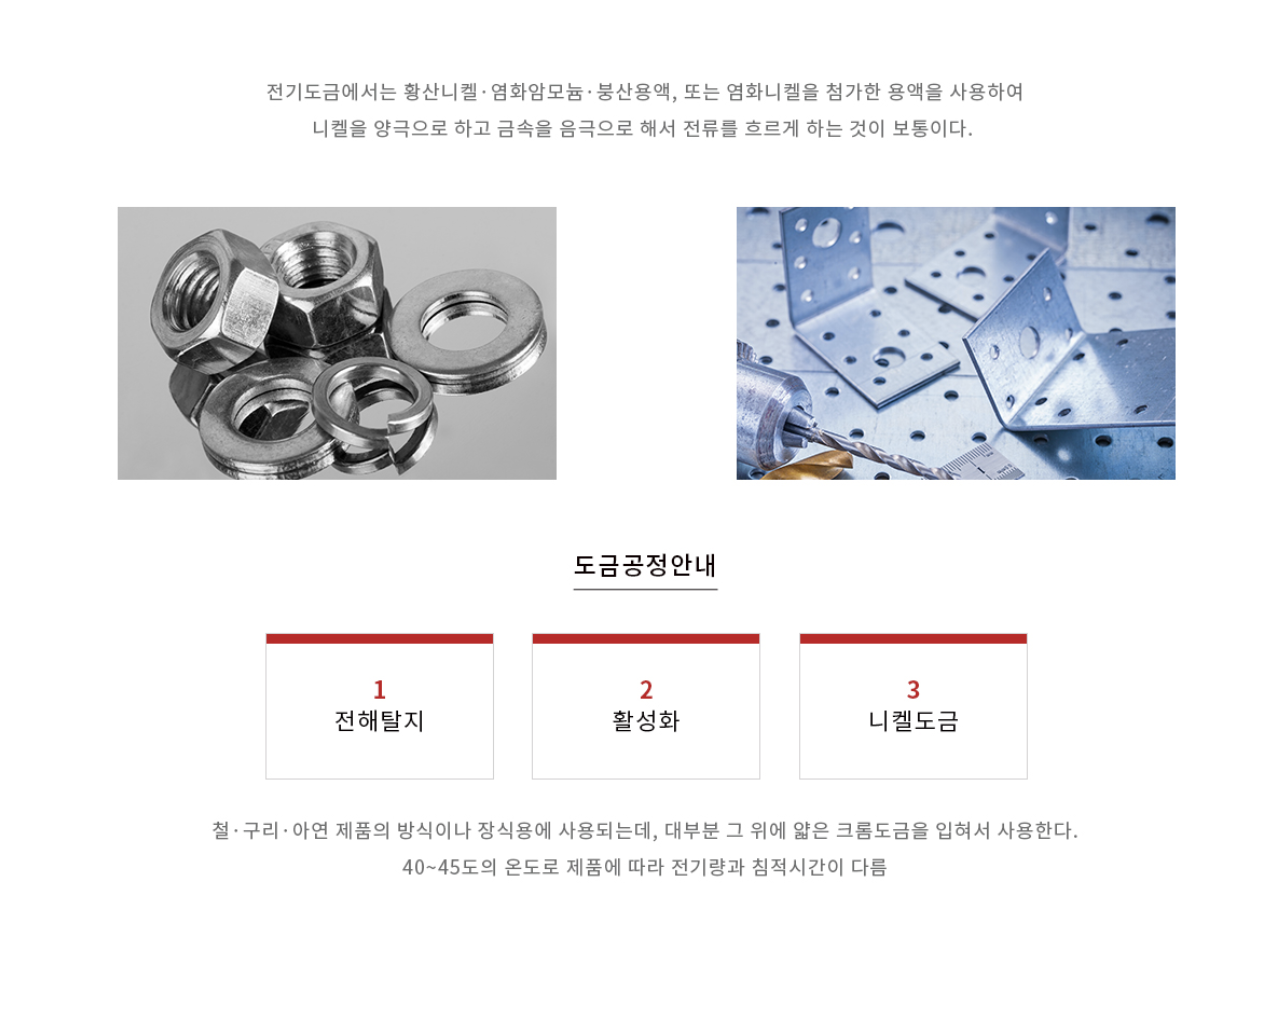 전기도금에서는 황산니켈·염화암모늄·붕산용액, 또는 염화니켈을 첨가한 용액을 사용하여
니켈을 양극으로 하고 금속을 음극으로 해서 전류를 흐르게 하는 것이 보통이다.
도금공정안내
1
전해탈지
2
활성화
3
니켈도금
철·구리·아연 제품의 방식이나 장식용에 사용되는데, 대부분 그 위에 얇은 크롬도금을 입혀서 사용한다.
40~45도의 온도로 제품에 따라 전기량과 침적시간이 다름